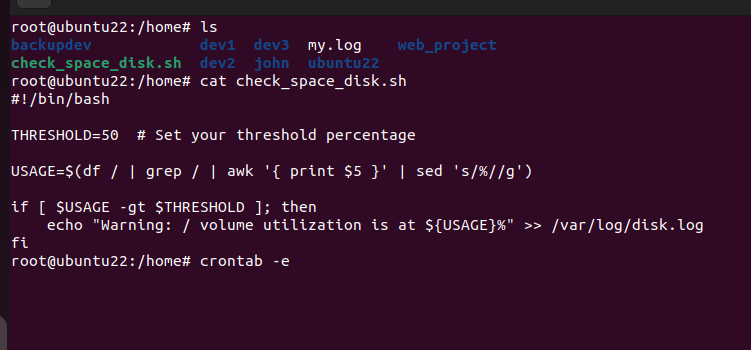 root@ubuntu22:/home# ls
backupdev dev1 dev3 my.log web_project
check_space_disk.sh dev2 john ubuntu22
root@ubuntu22:/home# cat check_space_disk.sh
#!/bin/bash
THRESHOLD=50 # Set your threshold percentage
USAGE=$(df / | grep / | awk '{ print $5 }' | sed 's/%//g')
if [ $USAGE -gt $THRESHOLD ]; then
    echo "Warning: / volume utilization is at ${USAGE}%" >> /var/log/disk.log
fi
root@ubuntu22:/home# crontab -e